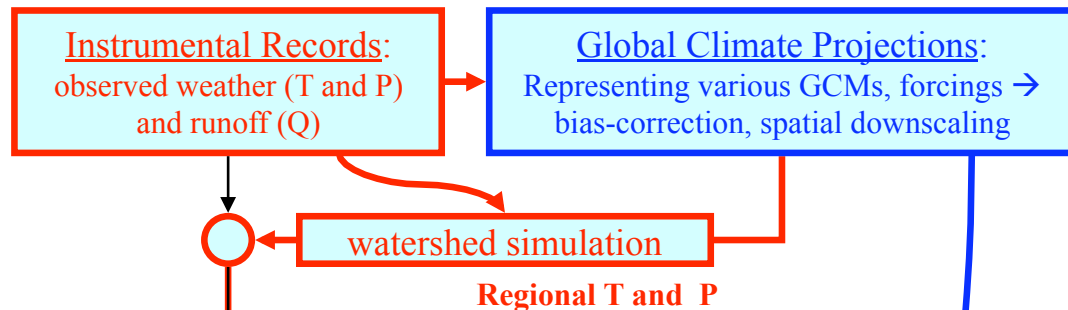 Instrumental Records:
observed weather (T and P)
and runoff (Q)
Global Climate Projections:
Representing various GCMs, forcings →
bias-correction, spatial downscaling
watershed simulation
Regional T and  P